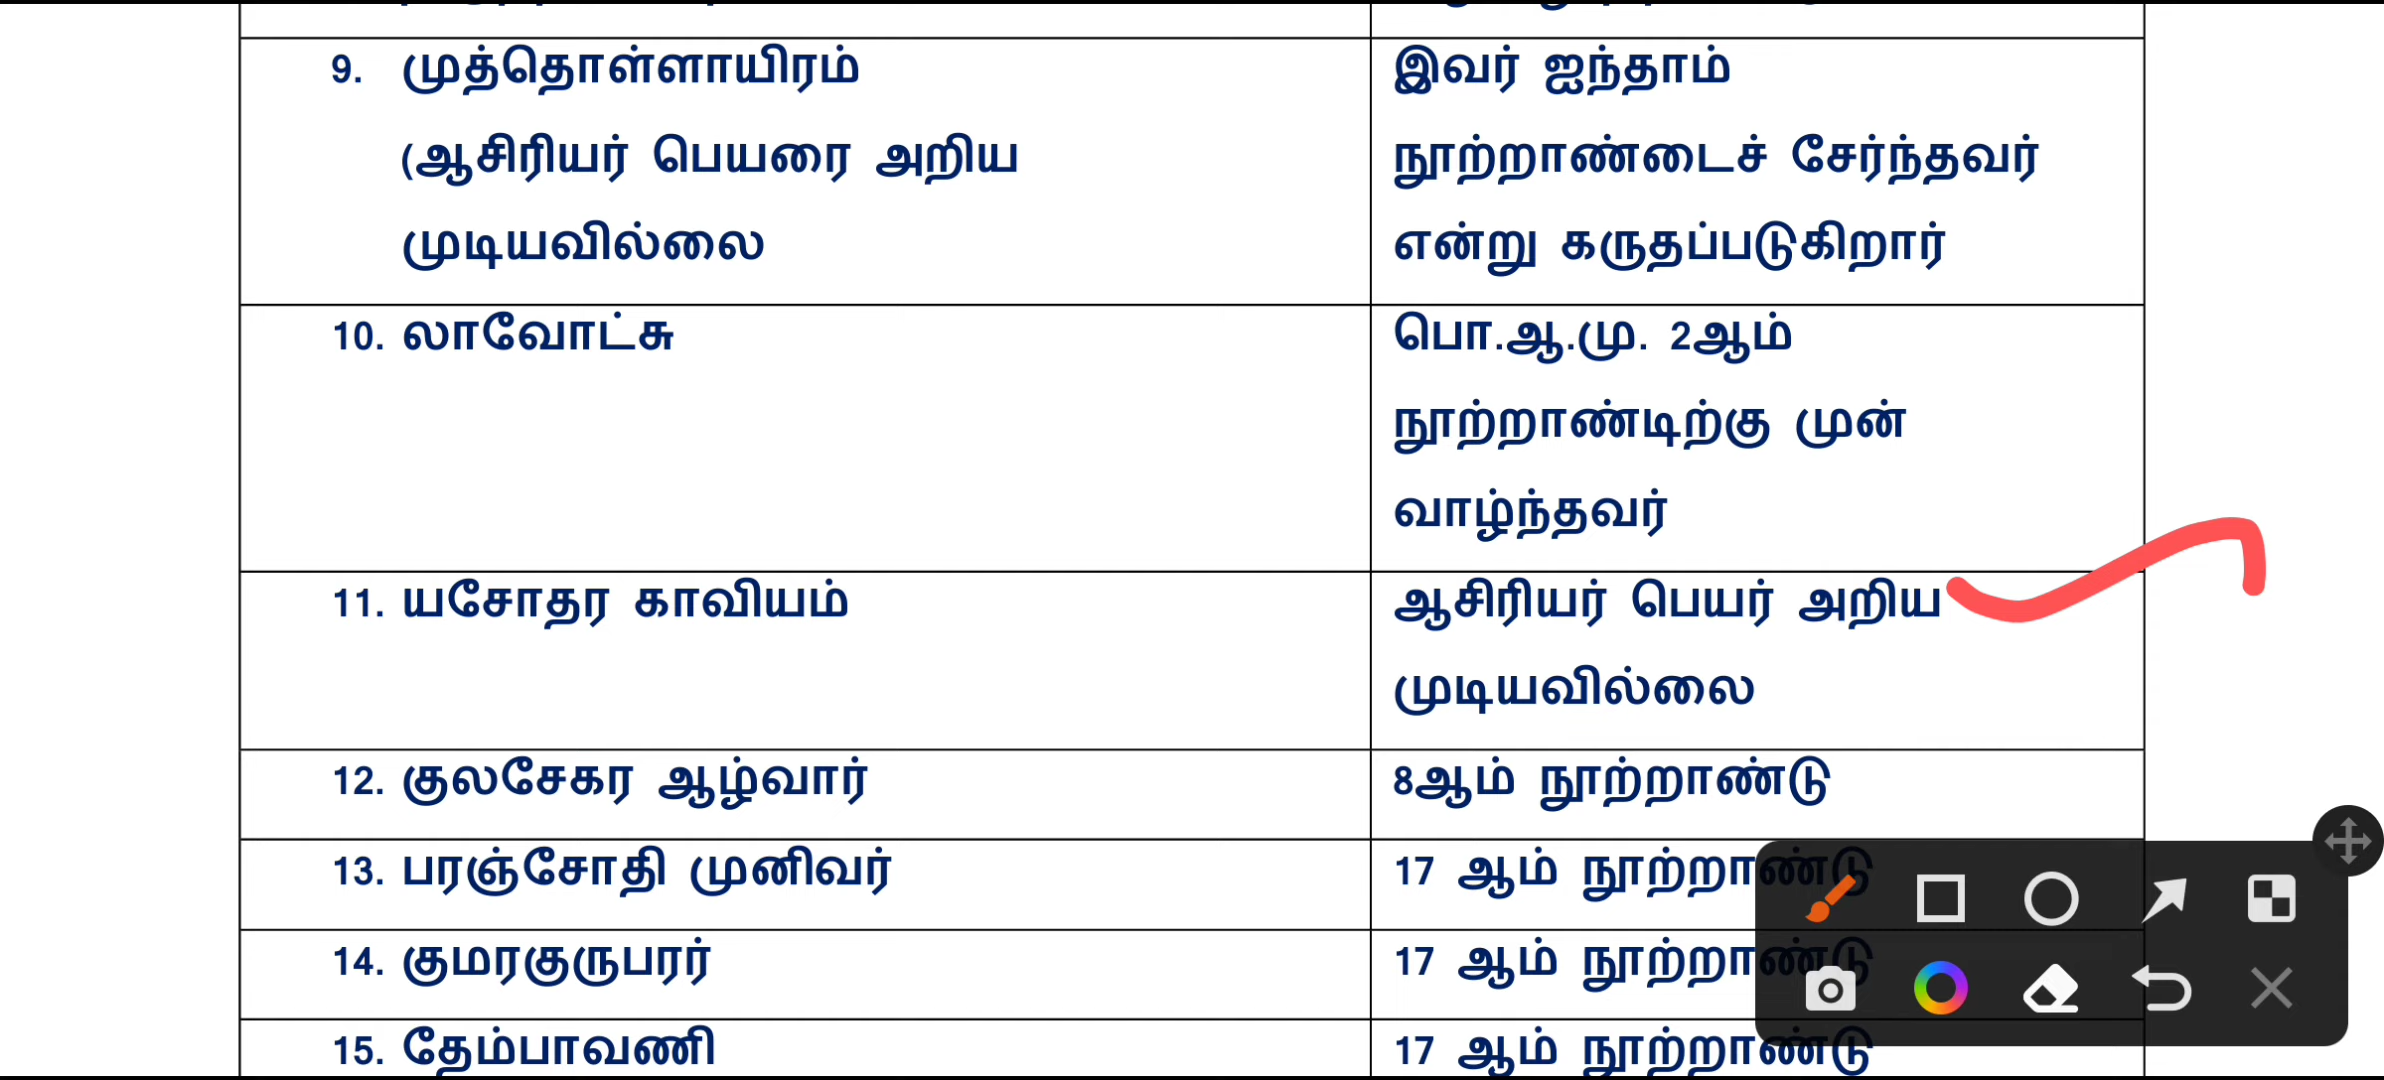 9. முத்தொள்ளாயிரம்
(ஆசிரியர் பெயரை அறிய
முடியவில்லை
இவர் ஐந்தாம்
நூற்றாண்டைச் சேர்ந்தவர்
என்று கருதப்படுகிறார்
10. லாவோட்சு
பொ.ஆ.மு. 2ஆம்
நூற்றாண்டிற்கு முன்
வாழ்ந்தவர்
11. யசோதர காவியம்
ஆசிரியர் பெயர் அறிய
முடியவில்லை
12. குலசேகர ஆழ்வார்
8ஆம் நூற்றாண்டு
13. பரஞ்சோதி முனிவர்
17 ஆம் நூற்றாண்டு
14. குமரகுருபரர்
17 ஆம் நூற்றாண்டு
15. தேம்பாவணி
17 ஆம் நூற்றாண்டு